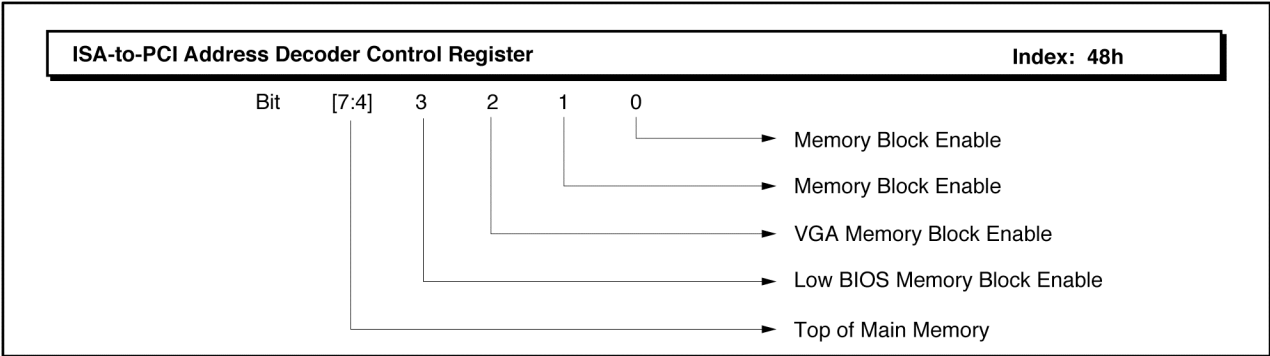 ISA-to-PCI Address Decoder Control Register Index: 48h
Bit [7:4] 3 2 1 0
Memory Block Enable
Memory Block Enable
VGA Memory Block Enable
Low BIOS Memory Block Enable
Top of Main Memory